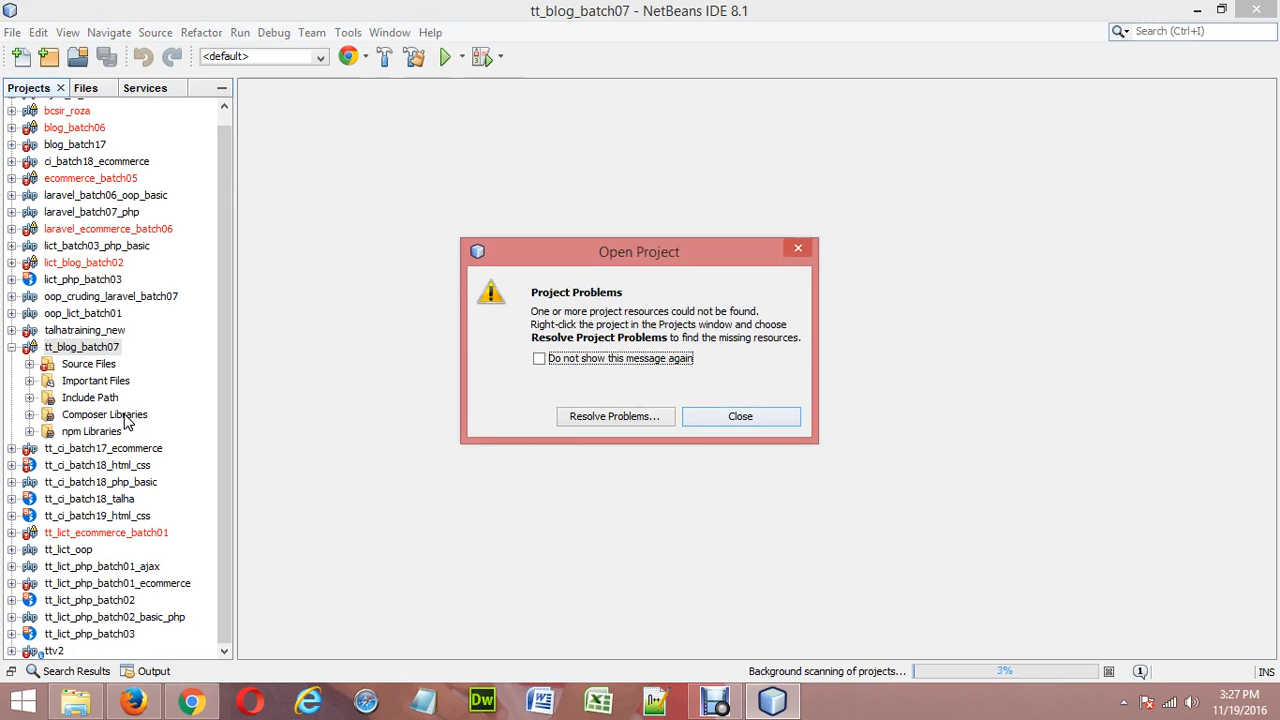 tt_blog_batch07 - NetBeans IDE 8.1
File Edit View Navigate Source Refactor Run Debug Team Tools Window Help
Search (Ctrl+I)
<default>
Projects Files Services
bcsir_roza
blog_batch06
blog_batch17
ci_batch18_ecommerce
ecommerce_batch05
laravel_batch06_oop_basic
laravel_batch07_php
laravel_ecommerce_batch06
lict_batch03_php_basic
lict_blog_batch02
lict_php_batch03
oop_cruding_laravel_batch07
oop_lict_batch01
talhatraining_new
tt_blog_batch07
Source Files
Important Files
Include Path
Composer Libraries
npm Libraries
tt_ci_batch17_ecommerce
tt_ci_batch18_html_css
tt_ci_batch18_php_basic
tt_ci_batch18_talha
tt_ci_batch19_html_css
tt_lict_ecommerce_batch01
tt_lict_oop
tt_lict_php_batch01_ajax
tt_lict_php_batch01_ecommerce
tt_lict_php_batch02
tt_lict_php_batch02_basic_php
tt_lict_php_batch03
ttv2
Open Project
Project Problems
One or more project resources could not be found.
Right-click the project in the Projects window and choose
Resolve Project Problems to find the missing resources.
Do not show this message again
Resolve Problems... Close
Search Results Output
Background scanning of projects... 3% 1 INS
3:27 PM
11/19/2016